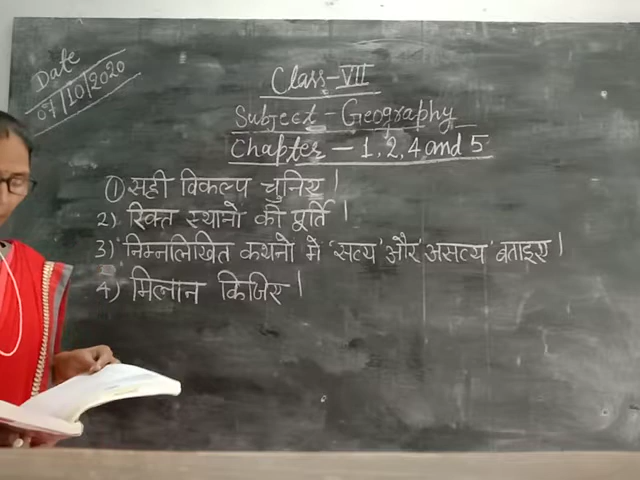 Date
07/10/2020
Class-VII
Subject - Geography
Chapter - 1, 2, 4 and 5
① सही विकल्प चुनिए।
2) रिक्त स्थानो की पूर्ति।
3) निम्नलिखित कथनो में 'सत्य' और 'असत्य' बताइए।
4) मिलान किजिए।